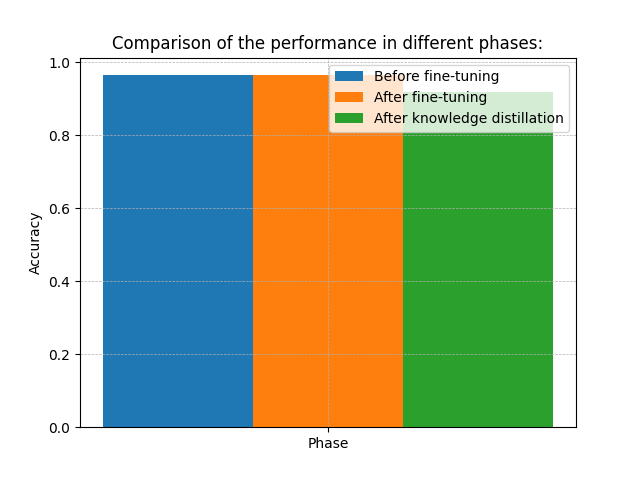 Comparison of the performance in different phases:
1.0
0.8
0.6
0.4
0.2
0.0
Accuracy
Before fine-tuning
After fine-tuning
After knowledge distillation
Phase